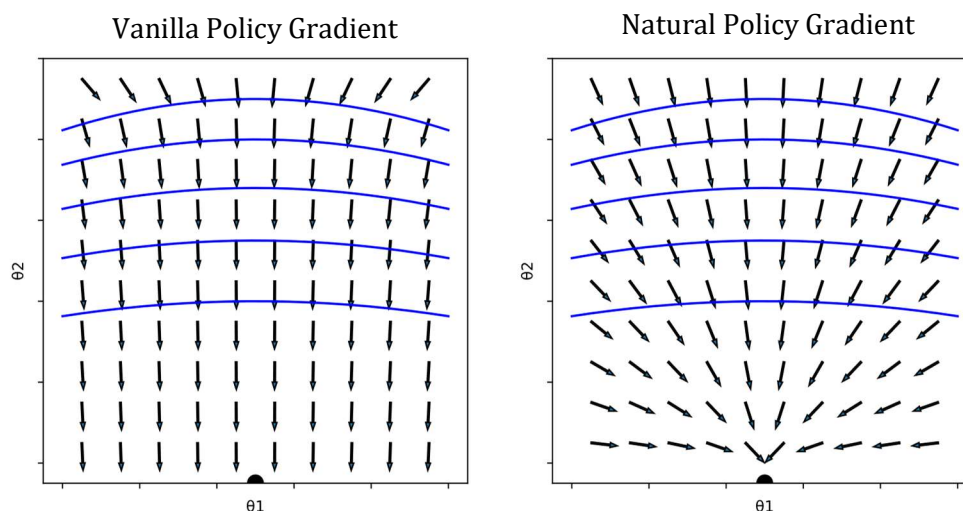 Vanilla Policy Gradient
Natural Policy Gradient
θ2
θ1
θ2
θ1